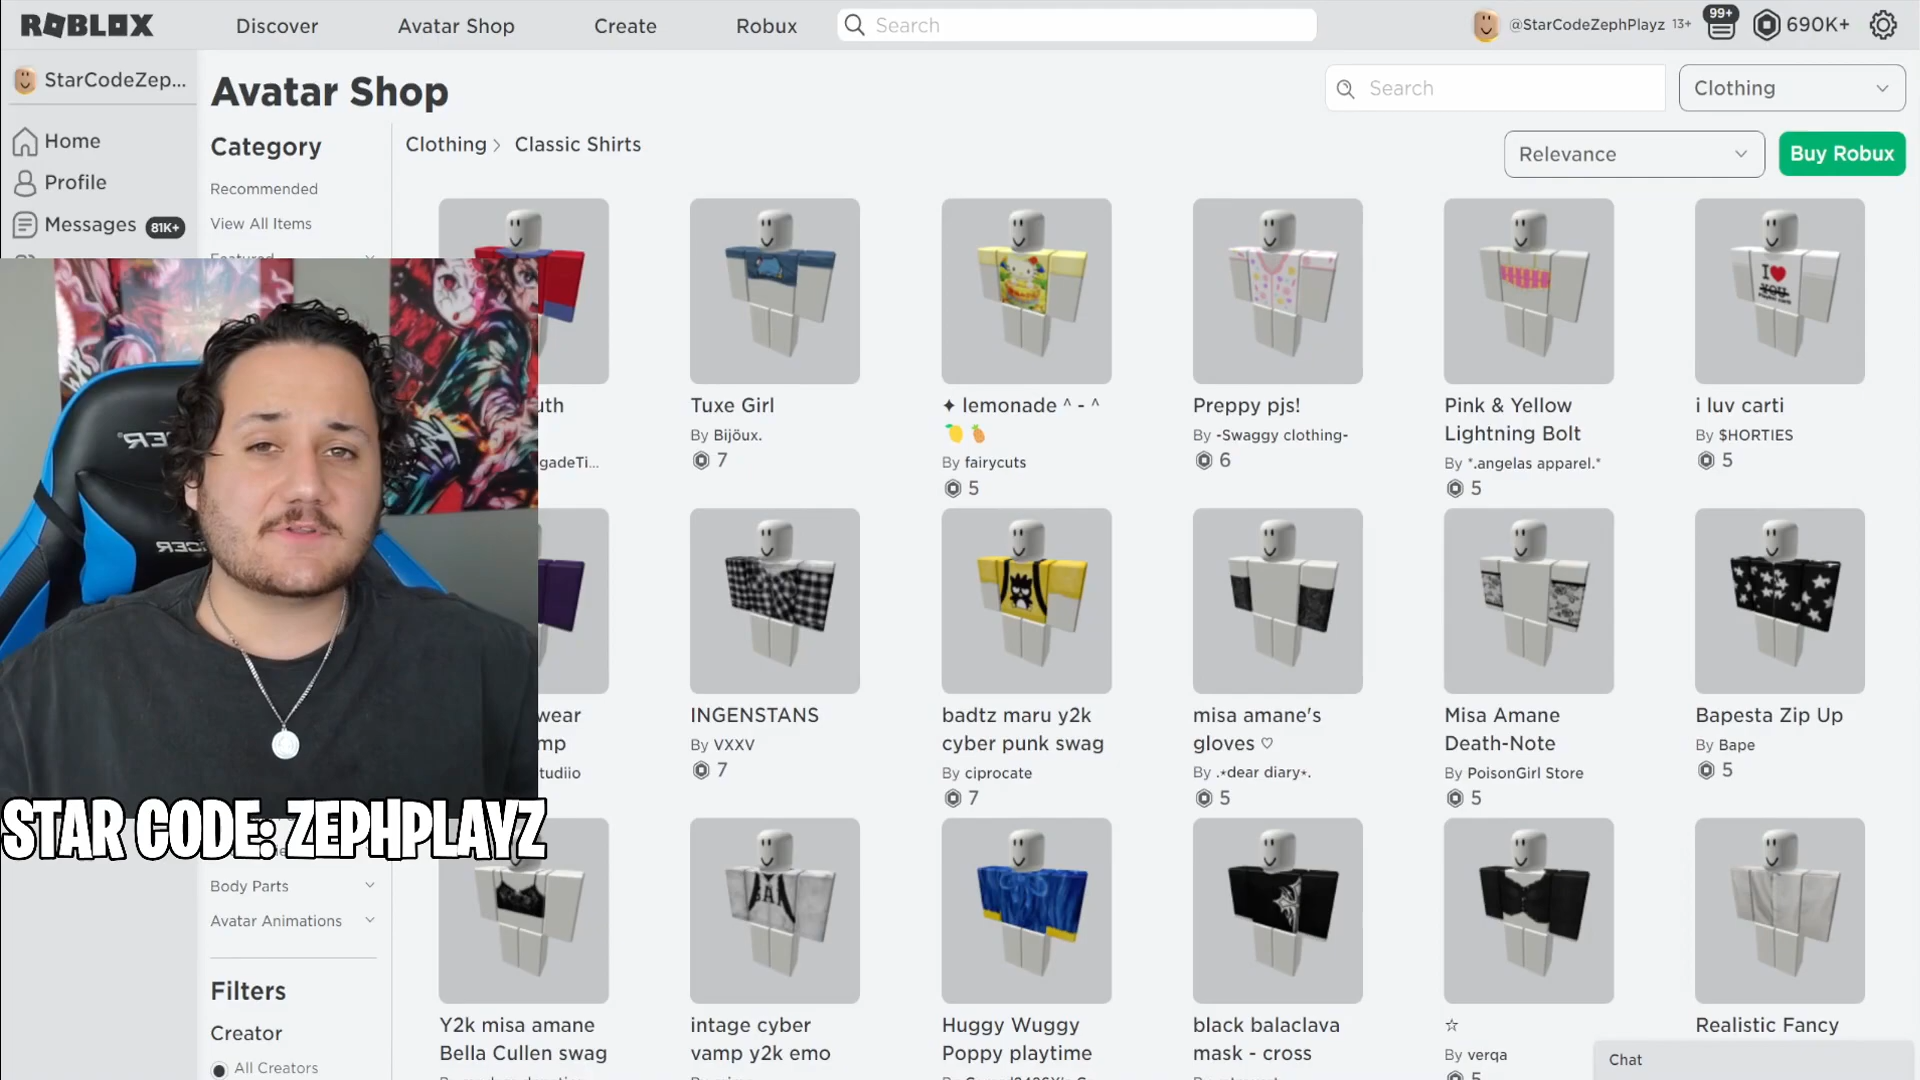 ROBLOX
Discover
Avatar Shop
Create
Robux
Search
@StarCodeZephPlayz 13+
99+
690K+
StarCodeZep...
Home
Profile
Messages 81K+
Avatar Shop
Search
Clothing
Category
Recommended
View All Items
Featured
Clothing > Classic Shirts
Relevance
Buy Robux
uth
gadeTi...
Tuxe Girl
By Bijöux.
7
✦ lemonade ^ - ^
🍋 🍍
By fairycuts
5
Preppy pjs!
By -Swaggy clothing-
6
Pink & Yellow
Lightning Bolt
By *.angelas apparel.*
5
I ❤
YOU
i luv carti
By $HORTIES
5
wear
mp
tudiio
INGENSTANS
By VXXV
7
badtz maru y2k
cyber punk swag
By ciprocate
7
misa amane's
gloves ♡
By .⋆dear diary⋆.
5
Misa Amane
Death-Note
By PoisonGirl Store
5
Bapesta Zip Up
By Bape
5
STAR CODE: ZEPHPLAYZ
Body Parts
Avatar Animations
Filters
Creator
All Creators
Y2k misa amane
Bella Cullen swag
intage cyber
vamp y2k emo
Huggy Wuggy
Poppy playtime
black balaclava
mask - cross
☆
By verqa
5
Realistic Fancy
Chat